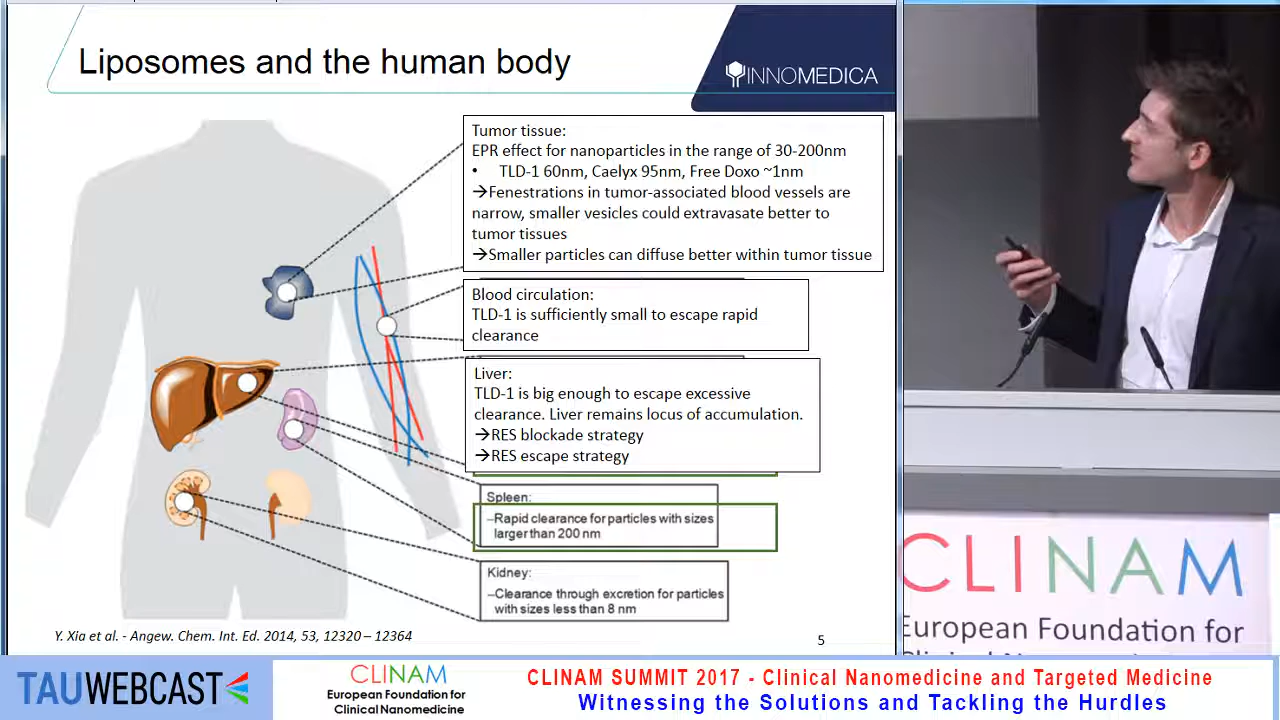 Liposomes and the human body
INNOMEDICA
Tumor tissue:
EPR effect for nanoparticles in the range of 30-200nm
• TLD-1 60nm, Caelyx 95nm, Free Doxo ~1nm
→Fenestrations in tumor-associated blood vessels are
narrow, smaller vesicles could extravasate better to
tumor tissues
→Smaller particles can diffuse better within tumor tissue
Blood circulation:
TLD-1 is sufficiently small to escape rapid
clearance
Liver:
TLD-1 is big enough to escape excessive
clearance. Liver remains locus of accumulation.
→RES blockade strategy
→RES escape strategy
Spleen:
–Rapid clearance for particles with sizes
larger than 200 nm
Kidney:
–Clearance through excretion for particles
with sizes less than 8 nm
Y. Xia et al. - Angew. Chem. Int. Ed. 2014, 53, 12320 – 12364
5
CLINAM
European Foundation for
TAUWEBCAST
CLINAM
European Foundation for
Clinical Nanomedicine
CLINAM SUMMIT 2017 - Clinical Nanomedicine and Targeted Medicine
Witnessing the Solutions and Tackling the Hurdles